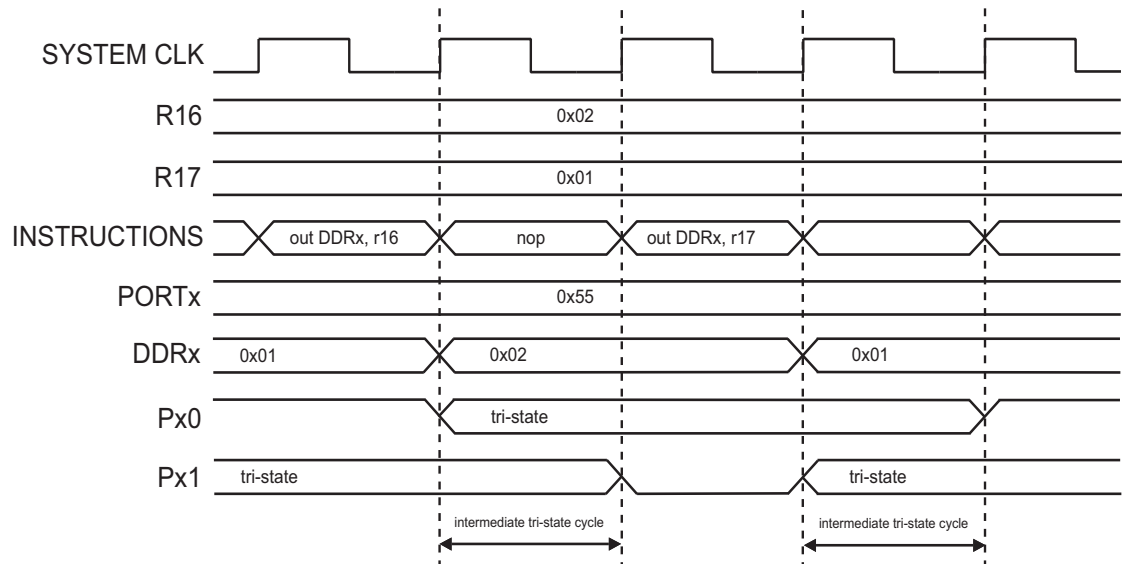 SYSTEM CLK
R16
0x02
R17
0x01
INSTRUCTIONS
out DDRx, r16
nop
out DDRx, r17
PORTx
0x55
DDRx
0x01
0x02
0x01
Px0
tri-state
Px1
tri-state
tri-state
intermediate tri-state cycle
intermediate tri-state cycle